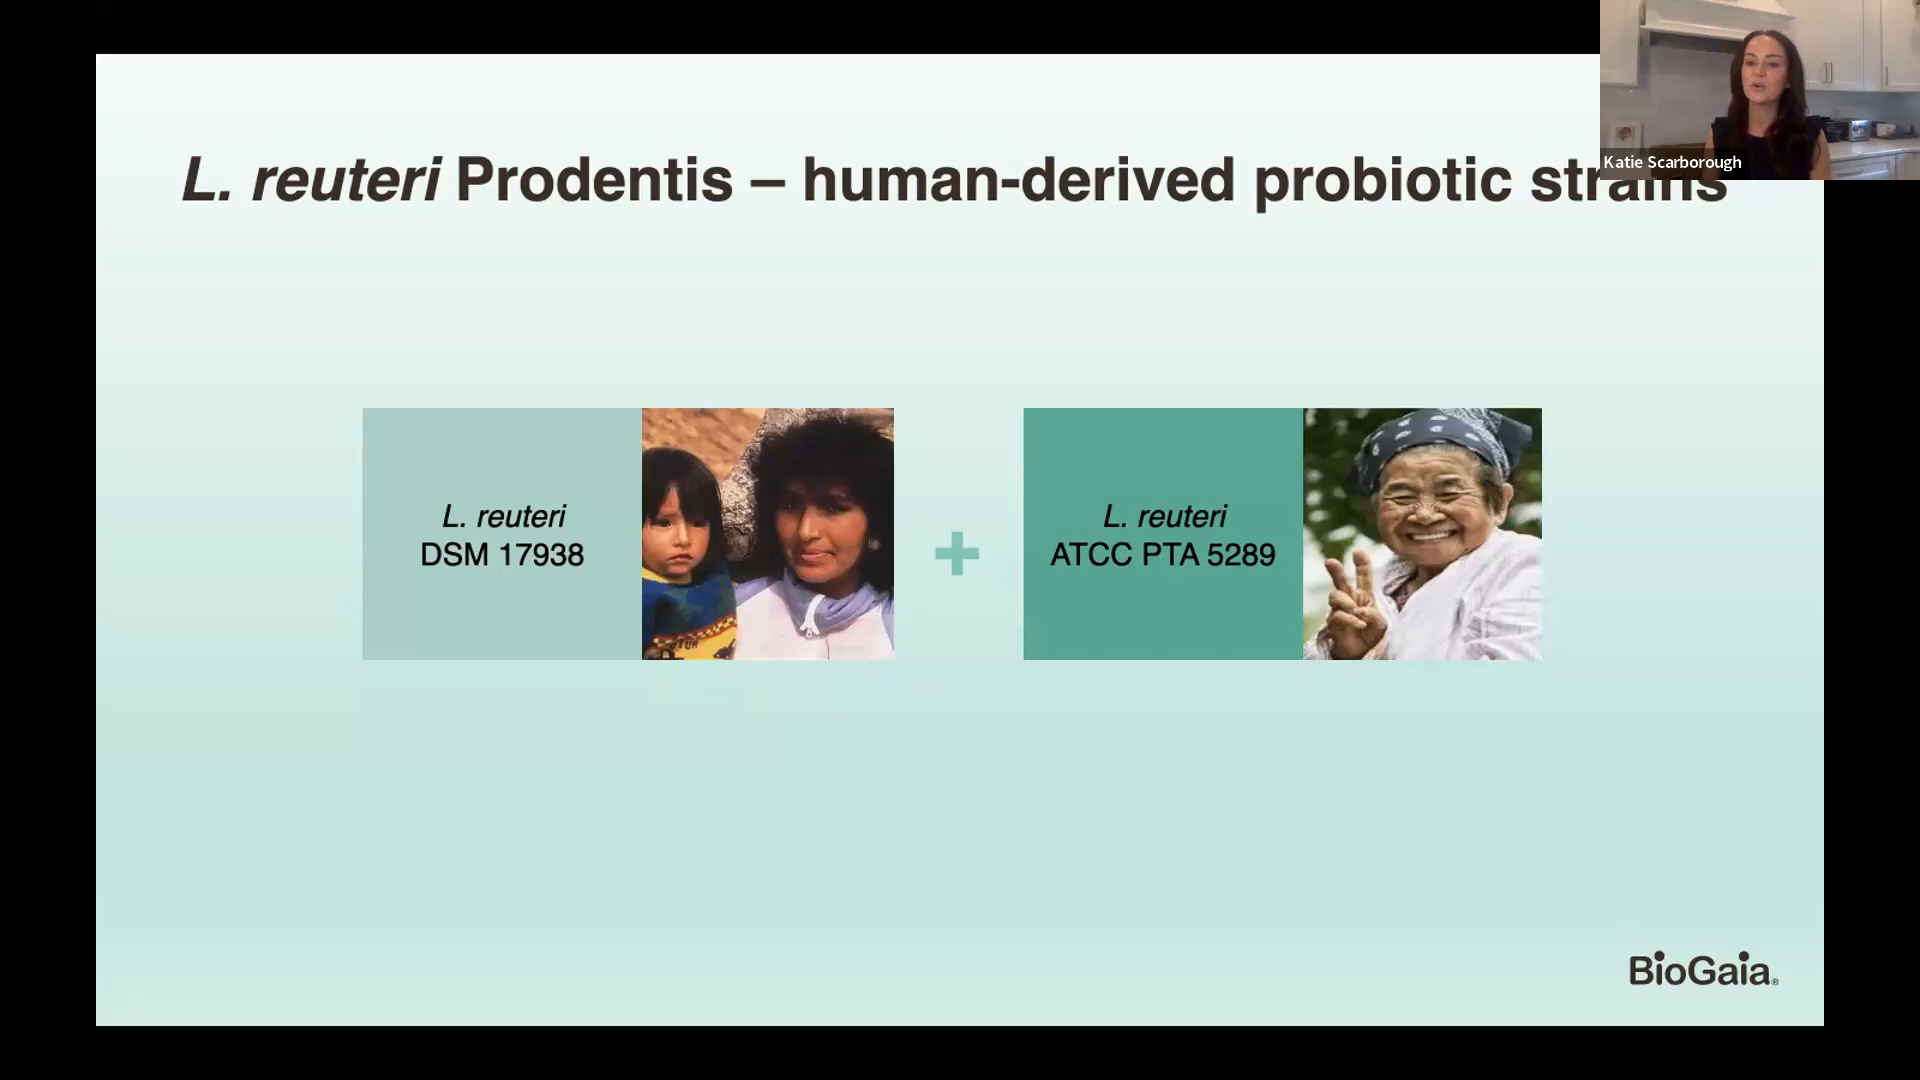 L. reuteri Prodentis – human-derived probiotic strains
Katie Scarborough
L. reuteri
DSM 17938
L. reuteri
ATCC PTA 5289
BioGaia®